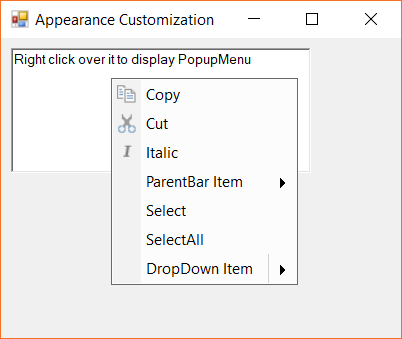 Appearance Customization
Right click over it to display PopupMenu
Copy
Cut
Italic
ParentBar Item
Select
SelectAll
DropDown Item